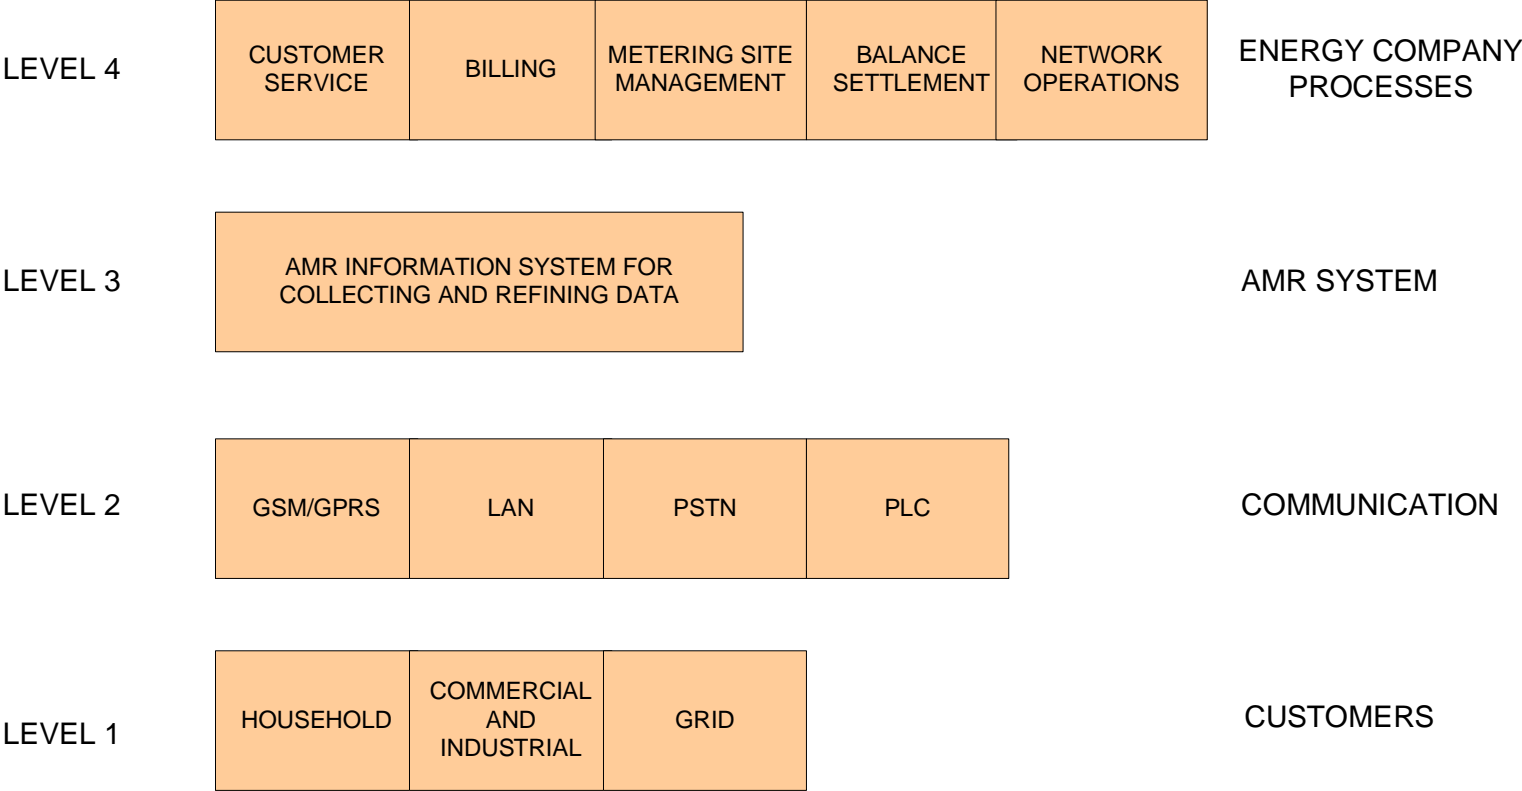 LEVEL 4
CUSTOMER
SERVICE
BILLING
METERING SITE
MANAGEMENT
BALANCE
SETTLEMENT
NETWORK
OPERATIONS
ENERGY COMPANY
PROCESSES
LEVEL 3
AMR INFORMATION SYSTEM FOR
COLLECTING AND REFINING DATA
AMR SYSTEM
LEVEL 2
GSM/GPRS
LAN
PSTN
PLC
COMMUNICATION
LEVEL 1
HOUSEHOLD
COMMERCIAL
AND
INDUSTRIAL
GRID
CUSTOMERS